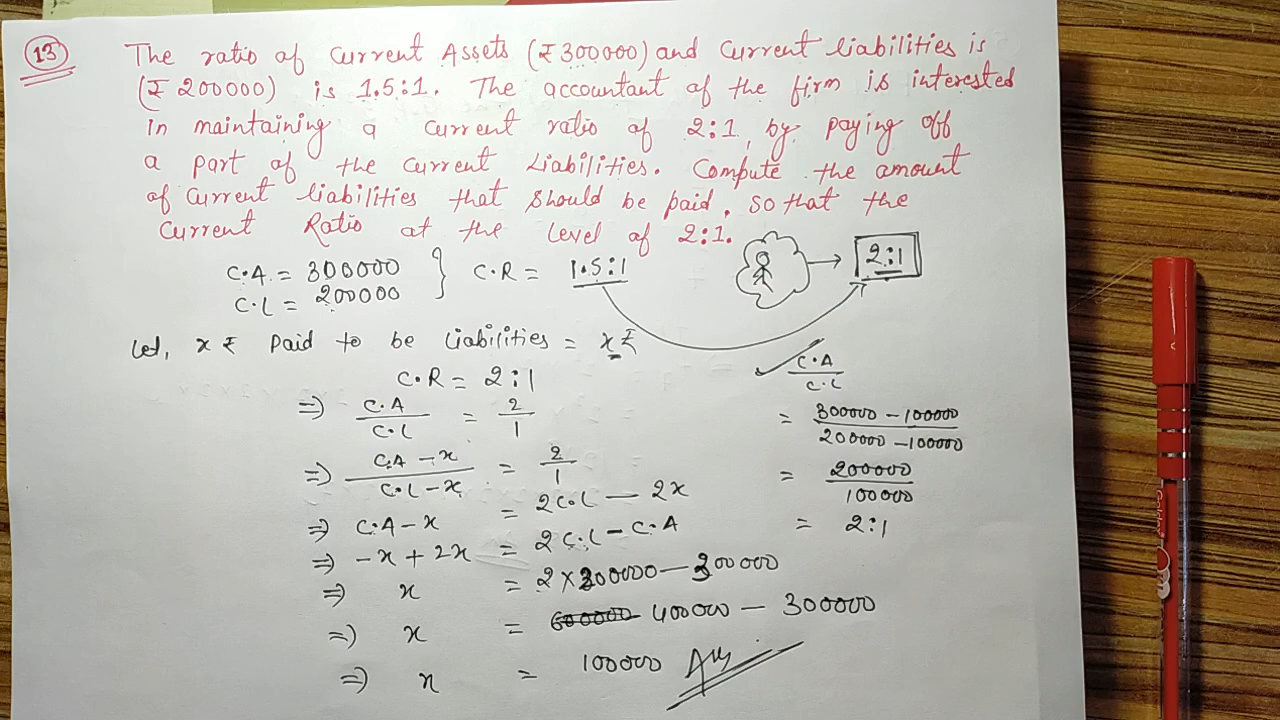 13
The ratio of Current Assets (₹ 300000) and Current liabilities is
(₹ 200000) is 1.5:1. The accountant of the firm is interested
in maintaining a Current ratio of 2:1, by paying off
a part of the Current Liabilities. Compute the amount
of Current liabilities that should be paid, so that the
Current Ratio at the level of 2:1.
C.A. = 300000
C.L = 200000
} C.R = 1.5:1
2:1
Let, x ₹ Paid to be Liabilities = x ₹
C.R = 2:1
⇒ C.A / C.L = 2/1
⇒ C.A - x / C.L - x = 2/1
⇒ C.A - x = 2C.L - 2x
⇒ -x + 2x = 2C.L - C.A
⇒ x = 2 × 200000 - 300000
⇒ x = 600000 400000 - 300000
⇒ x = 100000 Ans
✓ C.A / C.L
= 300000 - 100000 / 200000 - 100000
= 200000 / 100000
= 2:1